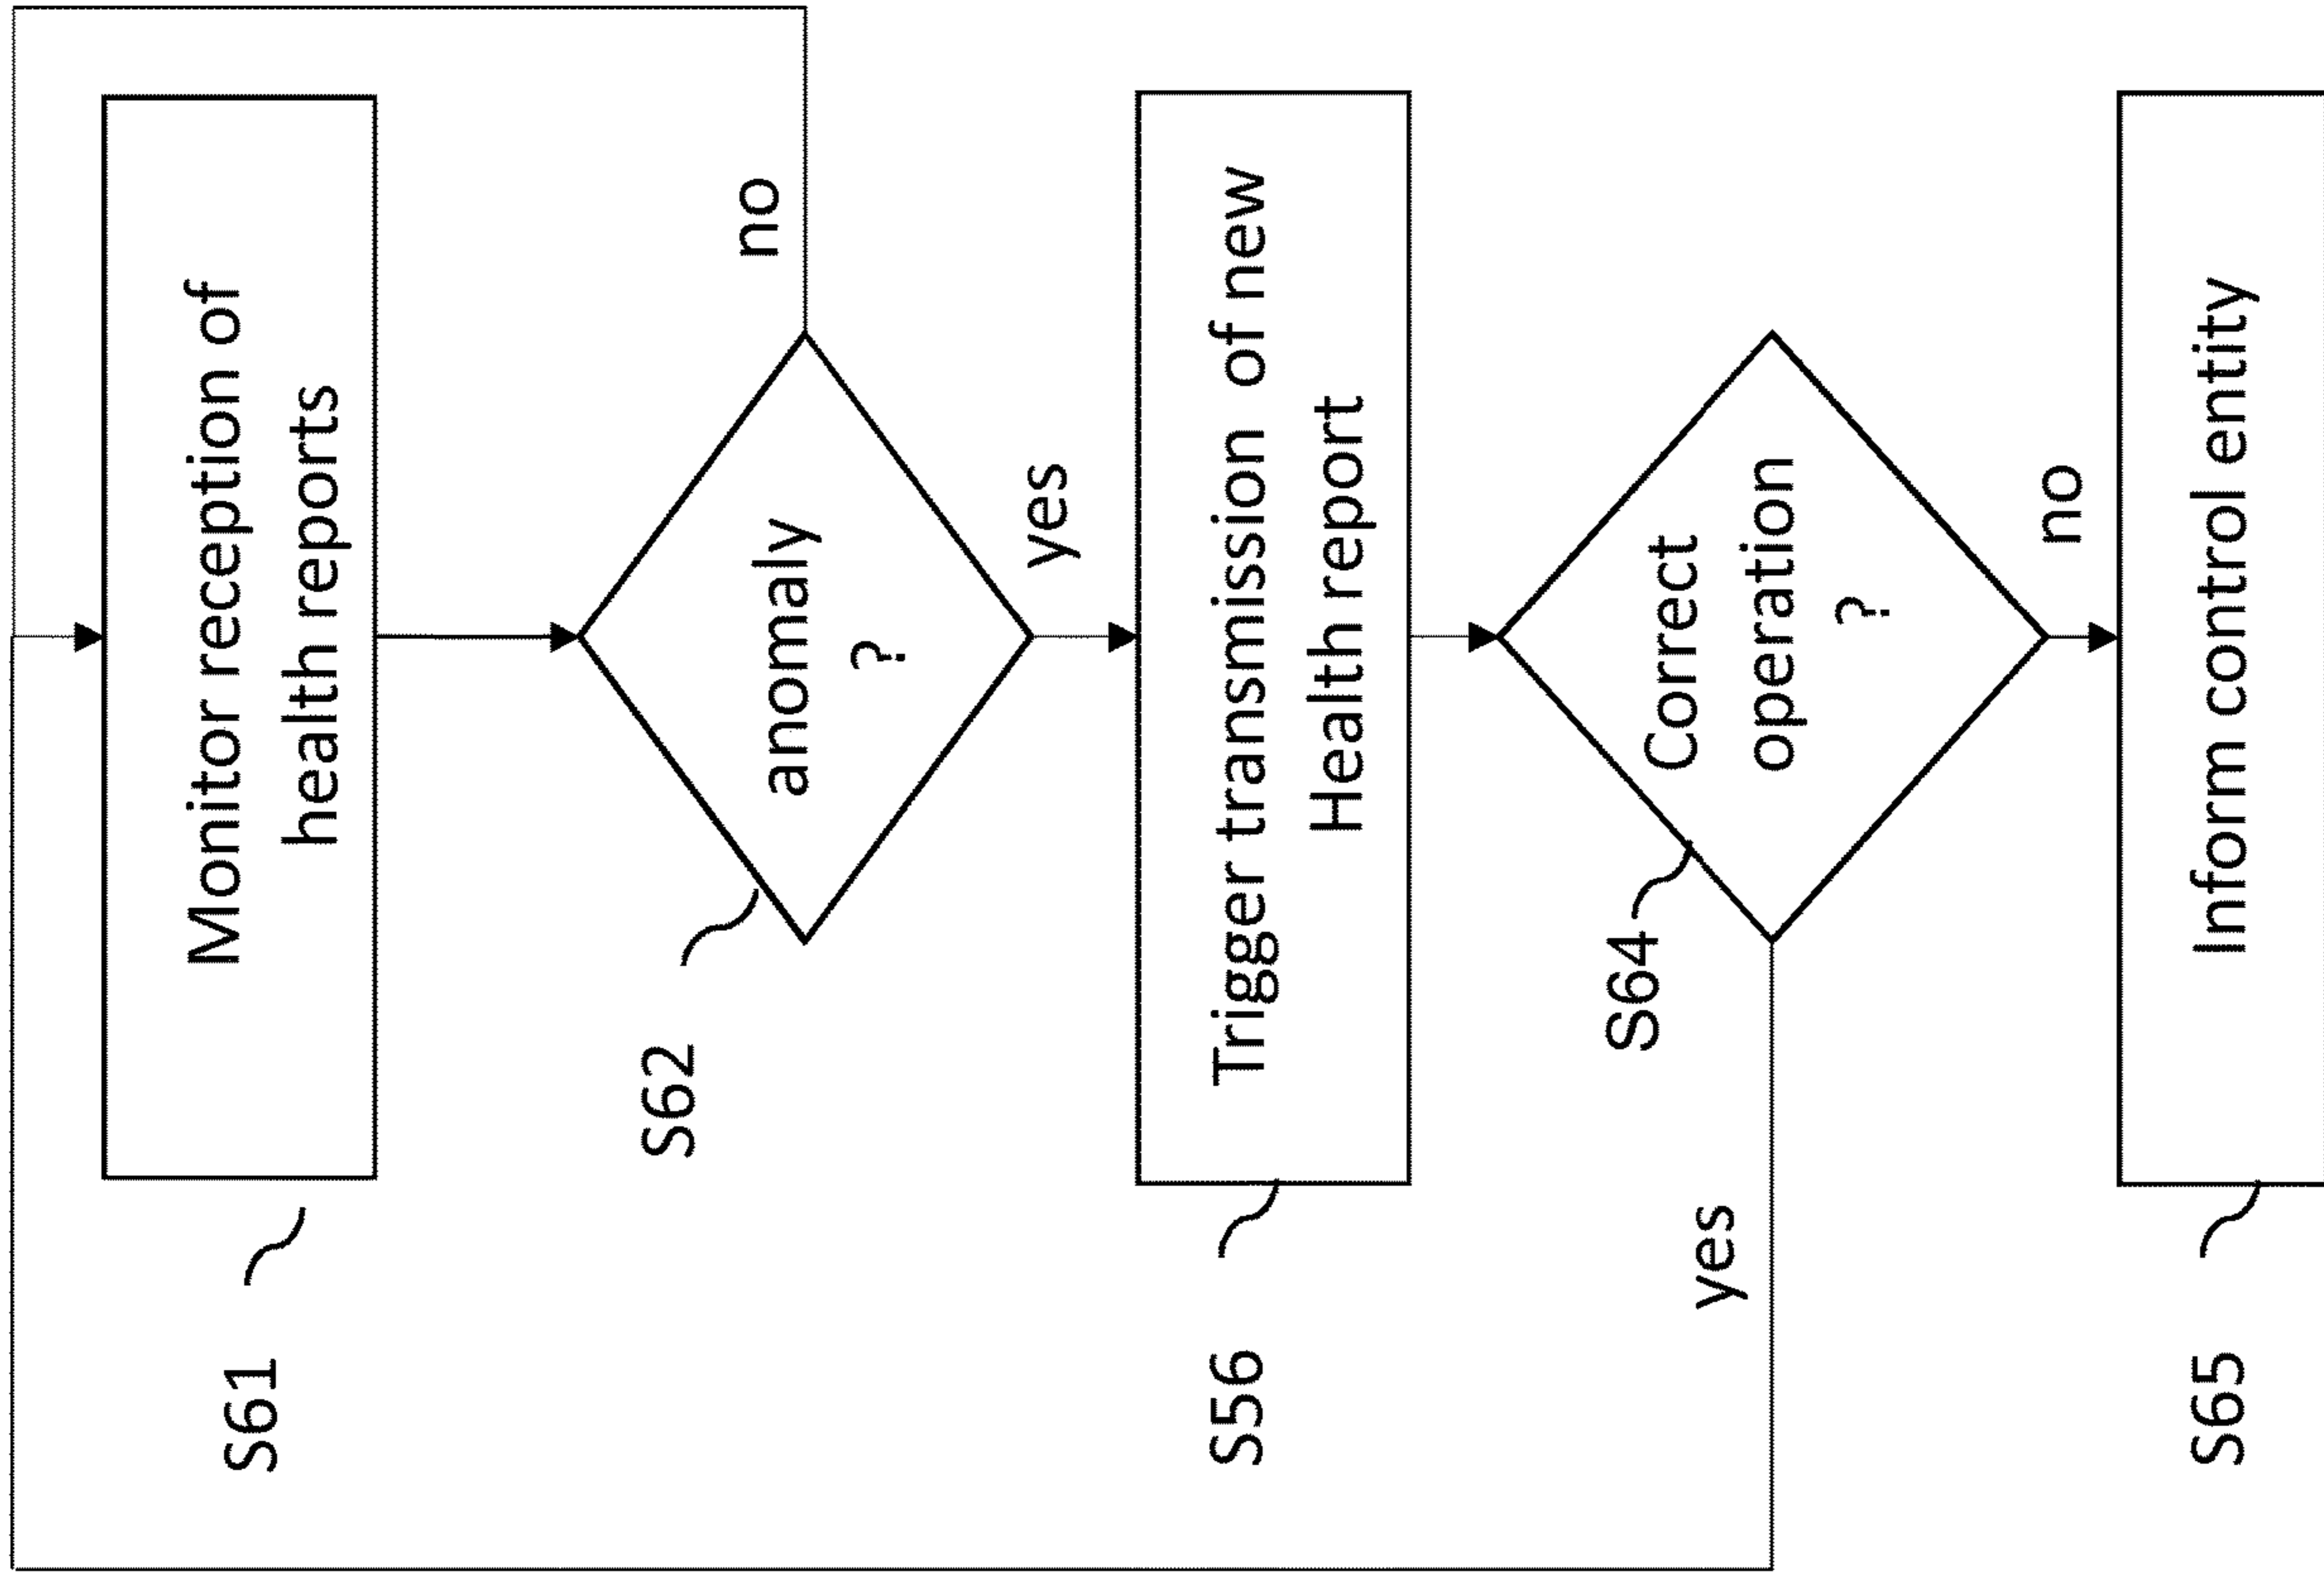 S61
Monitor reception of
health reports
S62
anomaly
?
no
yes
S56
Trigger transmission of new
Health report
S64
Correct
operation
?
yes
no
S65
Inform control entity